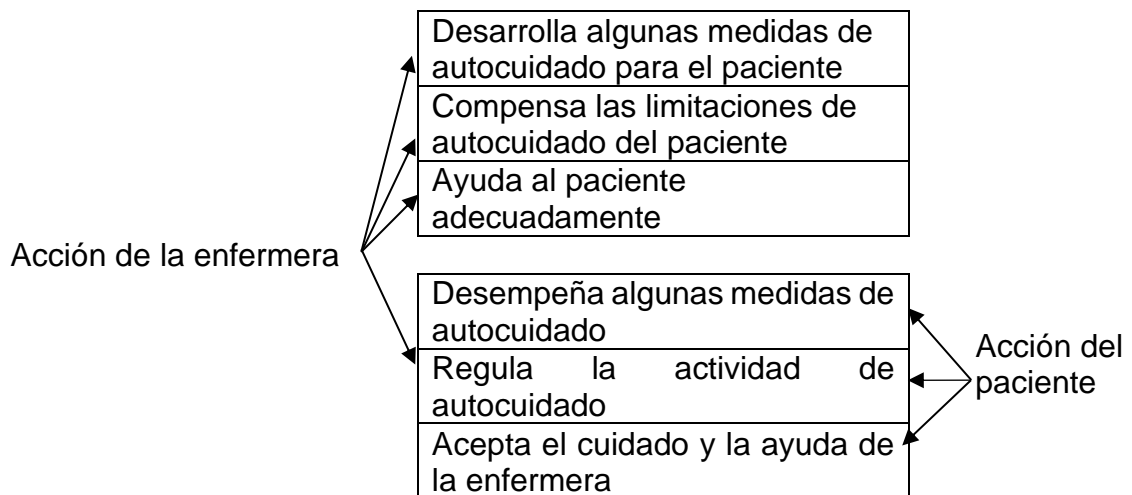 Desarrolla algunas medidas de
autocuidado para el paciente
Compensa las limitaciones de
autocuidado del paciente
Ayuda al paciente
adecuadamente
Acción de la enfermera
Desempeña algunas medidas de
autocuidado
Regula la actividad de
autocuidado
Acepta el cuidado y la ayuda de
la enfermera
Acción del
paciente